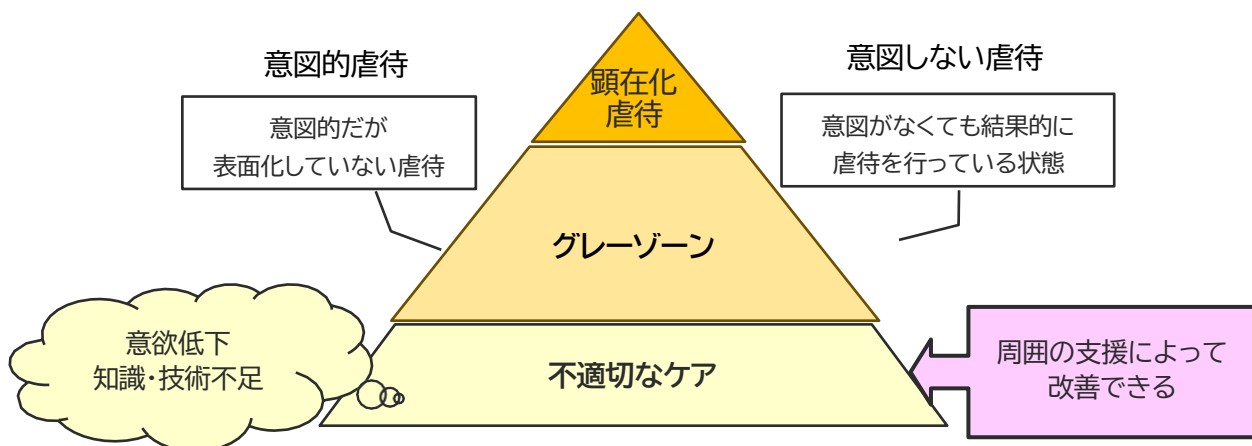 意図的虐待
意図的だが
表面化していない虐待
顕在化
虐待
意図しない虐待
意図がなくても結果的に
虐待を行っている状態
グレーゾーン
意欲低下
知識・技術不足
不適切なケア
周囲の支援によって
改善できる